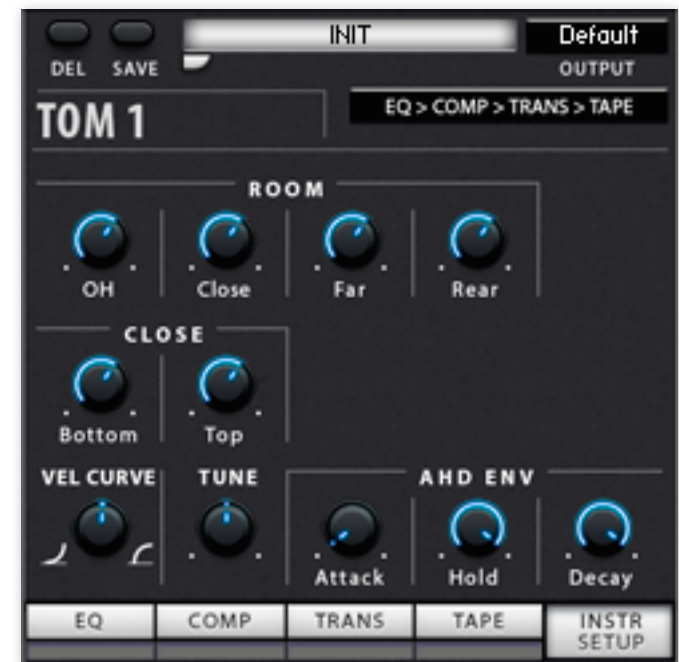 INIT Default
DEL SAVE OUTPUT
TOM 1 EQ > COMP > TRANS > TAPE
ROOM
OH Close Far Rear
CLOSE
Bottom Top
VEL CURVE TUNE AHD ENV
Attack Hold Decay
EQ COMP TRANS TAPE INSTR
SETUP